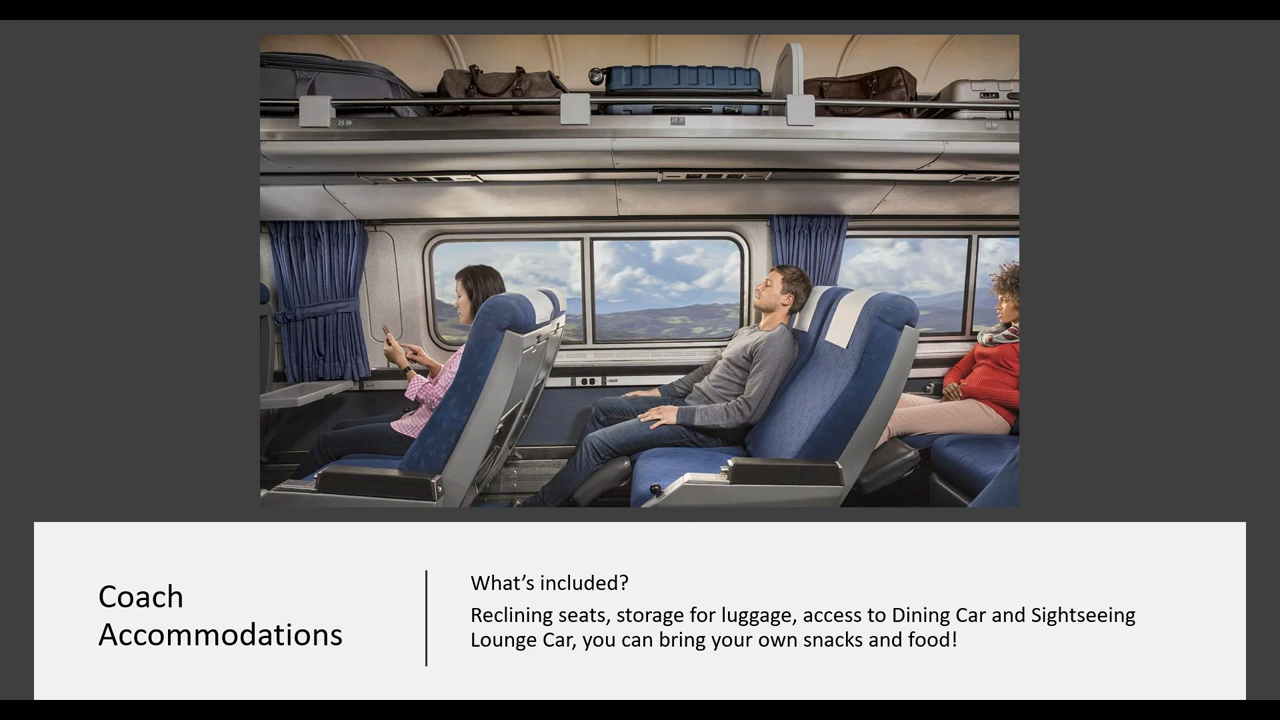 Coach
Accommodations
What's included?
Reclining seats, storage for luggage, access to Dining Car and Sightseeing
Lounge Car, you can bring your own snacks and food!